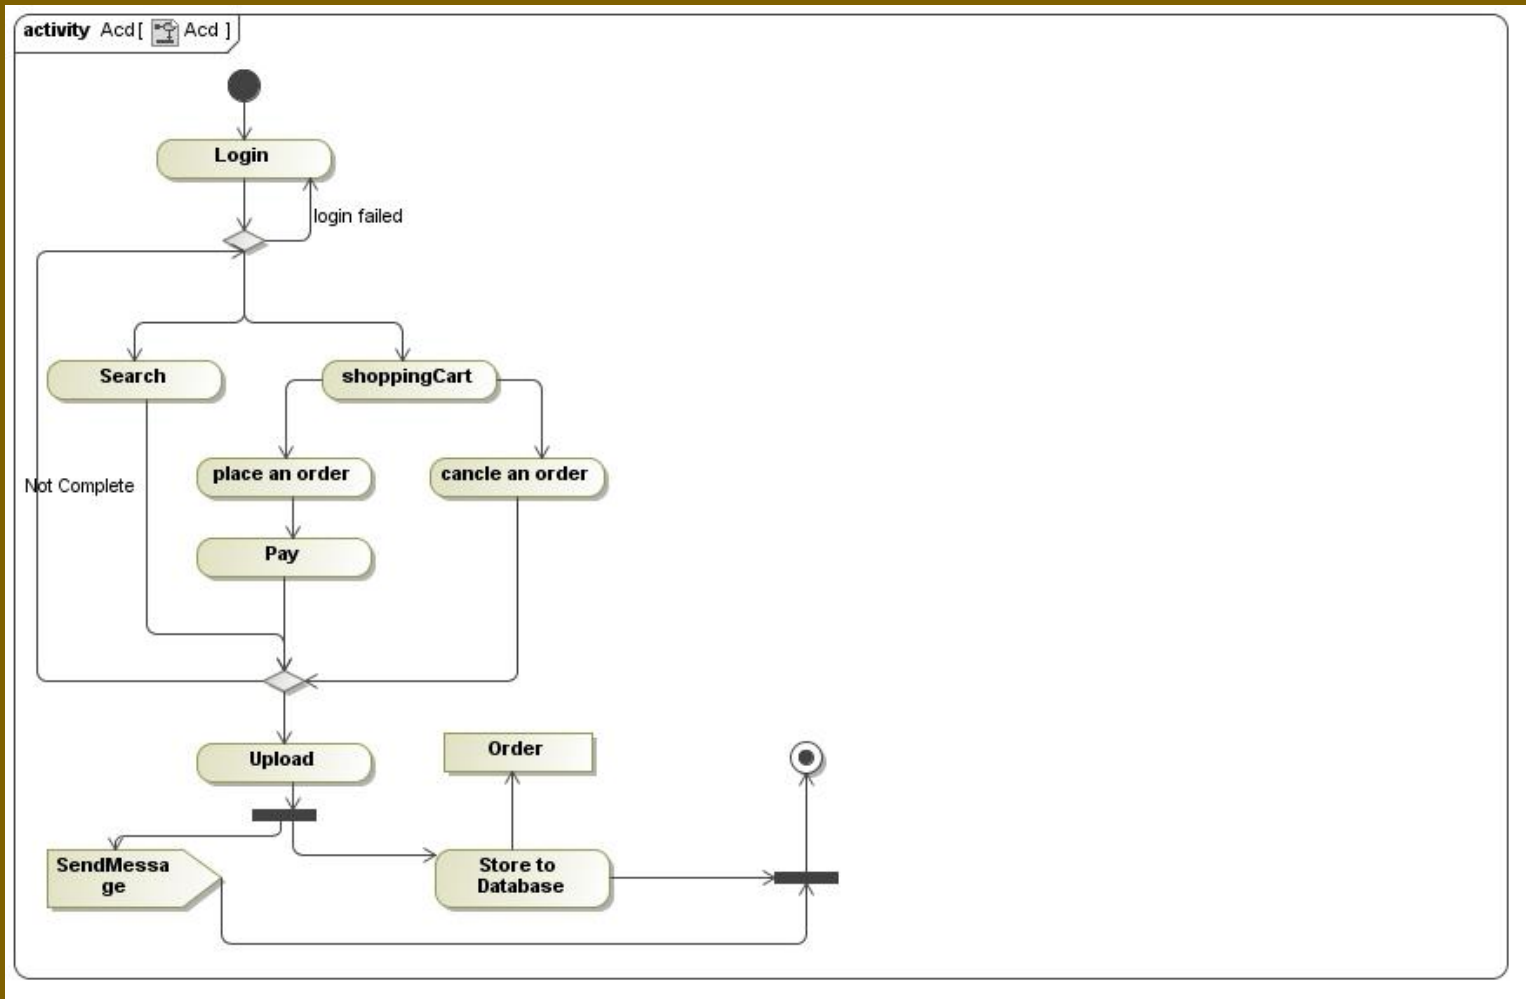 activity Acd [ Acd ]
Login
login failed
Search
shoppingCart
place an order
cancle an order
Not Complete
Pay
Upload
Order
SendMessa
ge
Store to
Database